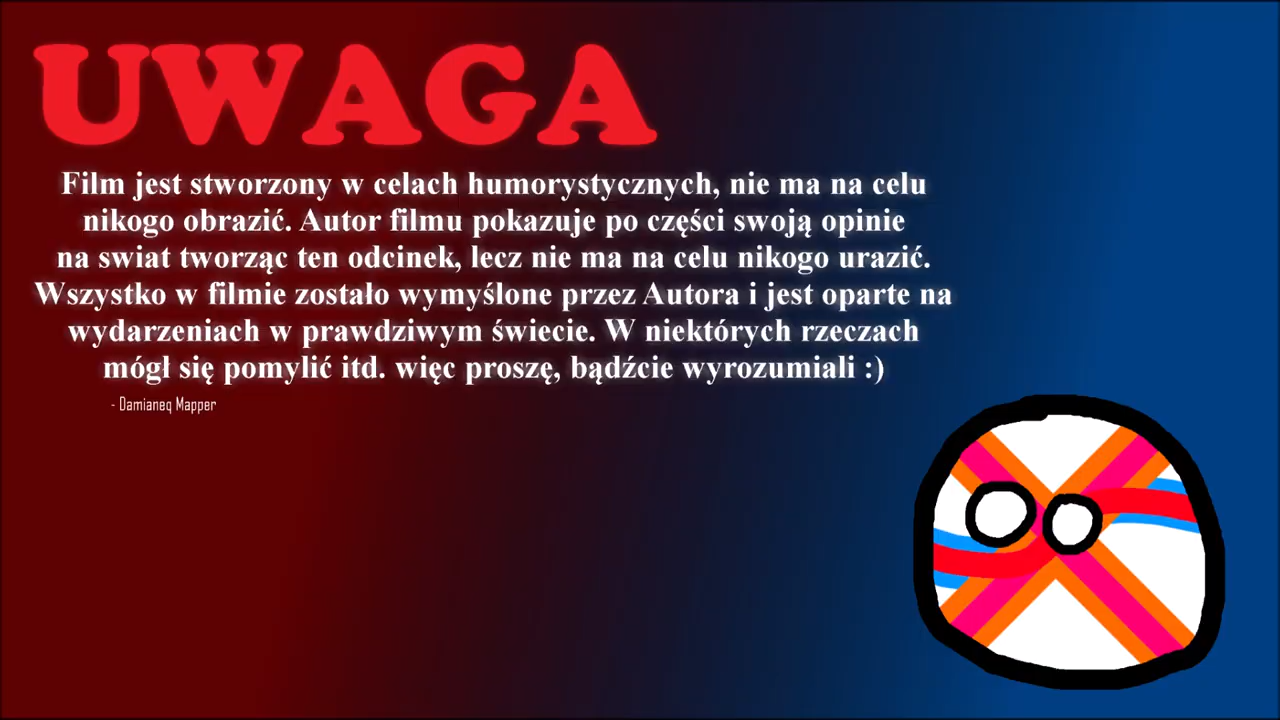 UWAGA
Film jest stworzony w celach humorystycznych, nie ma na celu
nikogo obrazić. Autor filmu pokazuje po części swoją opinie
na swiat tworząc ten odcinek, lecz nie ma na celu nikogo urazić.
Wszystko w filmie zostało wymyślone przez Autora i jest oparte na
wydarzeniach w prawdziwym świecie. W niektórych rzeczach
mógł się pomylić itd. więc proszę, bądźcie wyrozumiali :)
- Damianeq Mapper